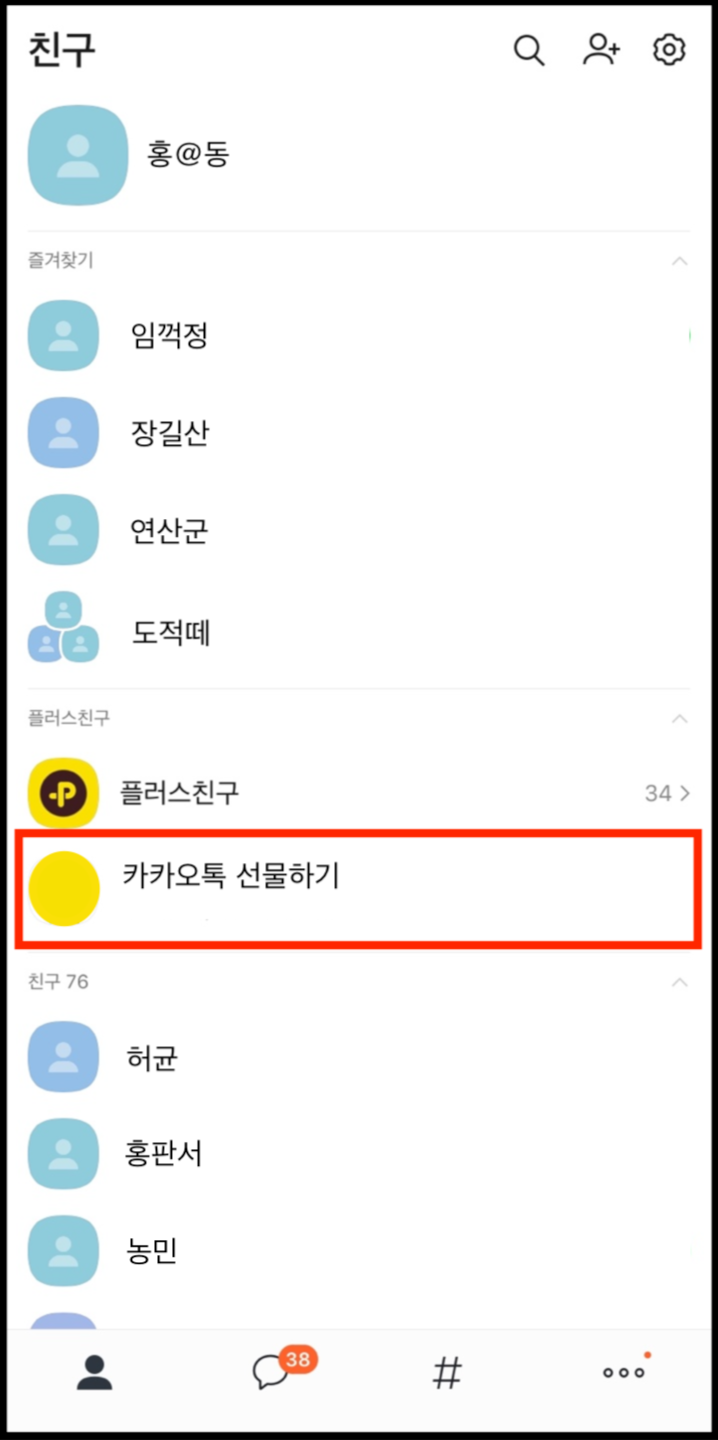 친구
홍@동
즐겨찾기
임꺽정
장길산
연산군
도적떼
플러스친구
플러스친구 34
카카오톡 선물하기
친구 76
허균
홍판서
농민
38